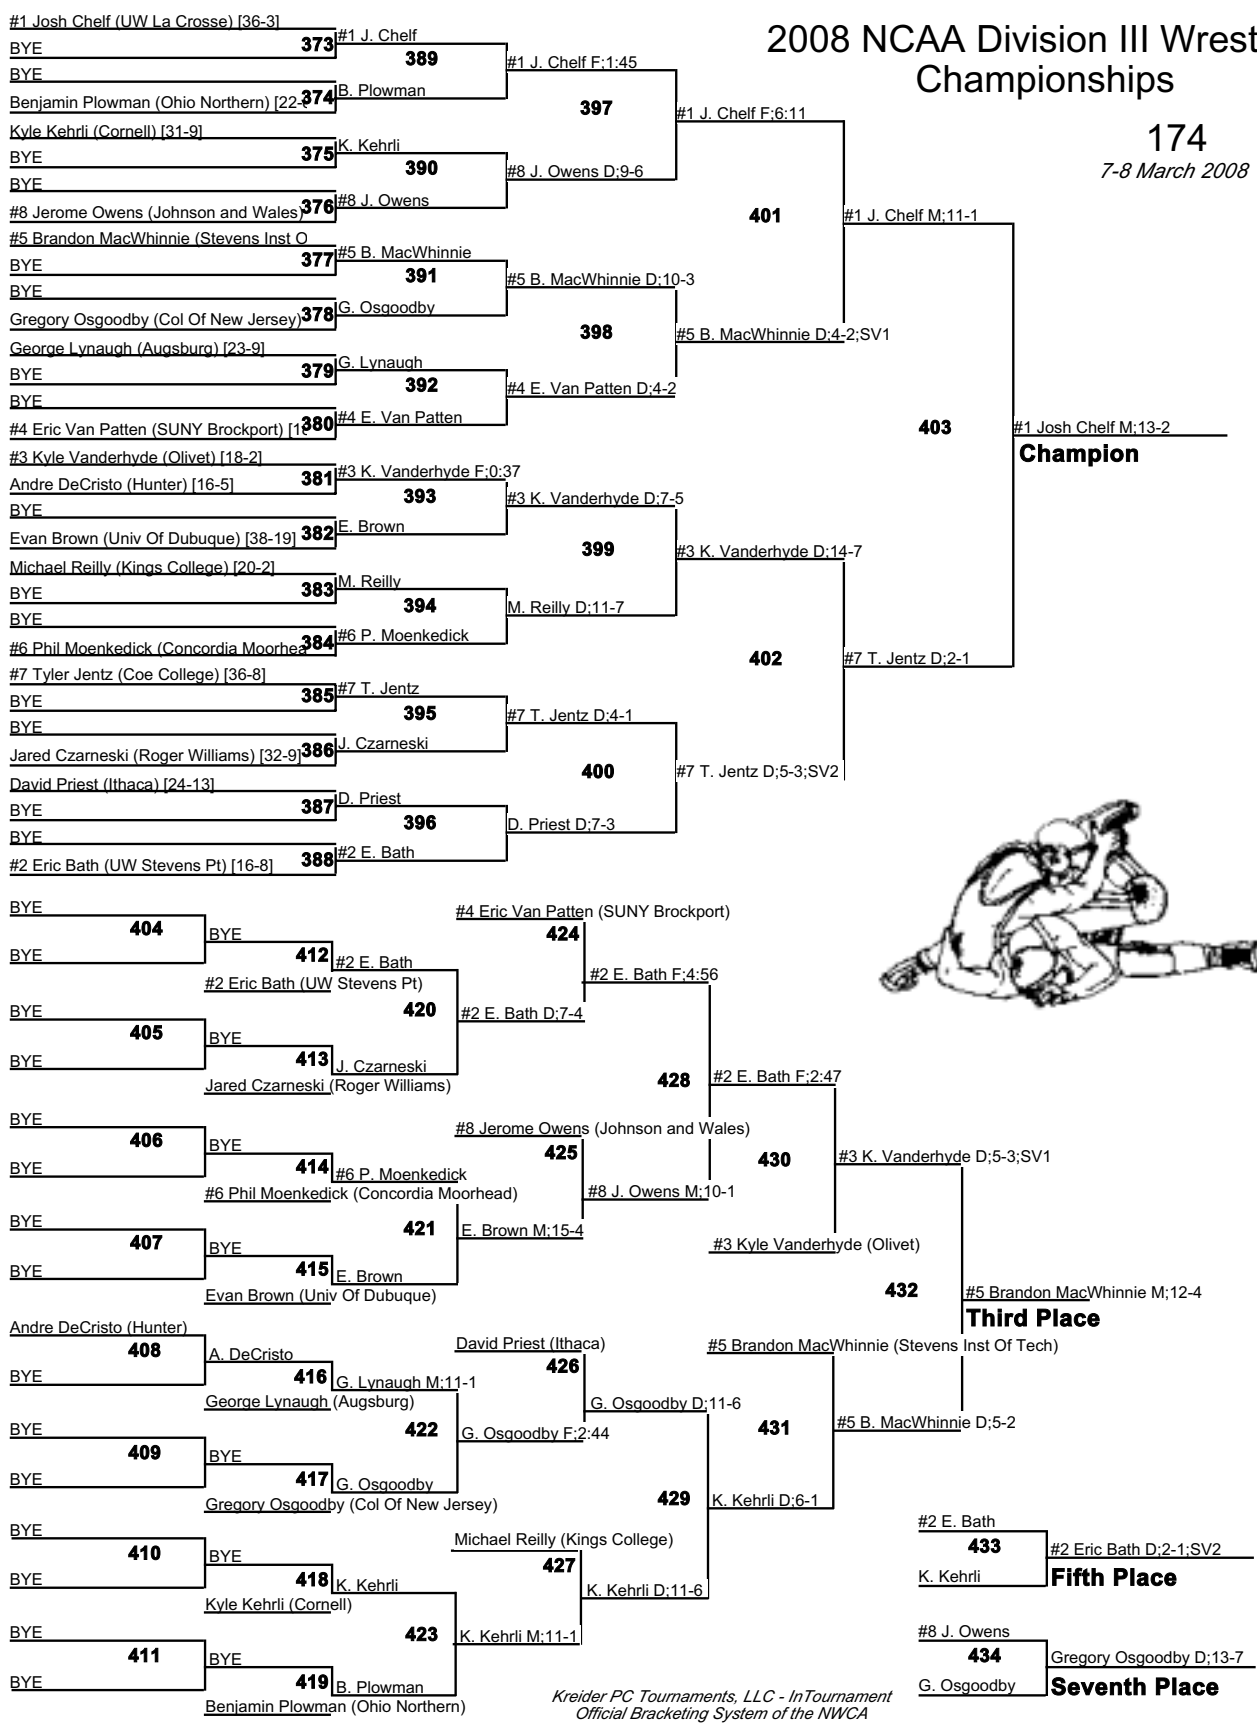 2008 NCAA Division III Wrest
Championships
174
7-8 March 2008
#1 Josh Chelf (UW La Crosse) [36-3]
BYE
373
#1 J. Chelf
389
#1 J. Chelf F;1:45
BYE
Benjamin Plowman (Ohio Northern) [22-
374
B. Plowman
397
#1 J. Chelf F;6:11
Kyle Kehrli (Cornell) [31-9]
BYE
375
K. Kehrli
390
#8 J. Owens D;9-6
BYE
#8 Jerome Owens (Johnson and Wales)
376
#8 J. Owens
401
#1 J. Chelf M;11-1
#5 Brandon MacWhinnie (Stevens Inst O
BYE
377
#5 B. MacWhinnie
391
#5 B. MacWhinnie D;10-3
BYE
Gregory Osgoodby (Col Of New Jersey)
378
G. Osgoodby
398
#5 B. MacWhinnie D;4-2;SV1
George Lynaugh (Augsburg) [23-9]
BYE
379
G. Lynaugh
392
#4 E. Van Patten D;4-2
BYE
#4 Eric Van Patten (SUNY Brockport) [1
380
#4 E. Van Patten
403
#1 Josh Chelf M;13-2
Champion
#3 Kyle Vanderhyde (Olivet) [18-2]
Andre DeCristo (Hunter) [16-5]
381
#3 K. Vanderhyde F;0:37
393
#3 K. Vanderhyde D;7-5
BYE
Evan Brown (Univ Of Dubuque) [38-19]
382
E. Brown
399
#3 K. Vanderhyde D;14-7
Michael Reilly (Kings College) [20-2]
BYE
383
M. Reilly
394
M. Reilly D;11-7
BYE
#6 Phil Moenkedick (Concordia Moorhea
384
#6 P. Moenkedick
402
#7 T. Jentz D;2-1
#7 Tyler Jentz (Coe College) [36-8]
BYE
385
#7 T. Jentz
395
#7 T. Jentz D;4-1
BYE
Jared Czarneski (Roger Williams) [32-9]
386
J. Czarneski
400
#7 T. Jentz D;5-3;SV2
David Priest (Ithaca) [24-13]
BYE
387
D. Priest
396
D. Priest D;7-3
BYE
#2 Eric Bath (UW Stevens Pt) [16-8]
388
#2 E. Bath
BYE
404
BYE
BYE
412
#2 E. Bath
#2 Eric Bath (UW Stevens Pt)
#4 Eric Van Patten (SUNY Brockport)
424
#2 E. Bath F;4:56
420
#2 E. Bath D;7-4
BYE
405
BYE
BYE
413
J. Czarneski
Jared Czarneski (Roger Williams)
428
#2 E. Bath F;2:47
BYE
406
BYE
BYE
414
#6 P. Moenkedick
#6 Phil Moenkedick (Concordia Moorhead)
#8 Jerome Owens (Johnson and Wales)
425
#8 J. Owens M;10-1
430
#3 K. Vanderhyde D;5-3;SV1
421
E. Brown M;15-4
BYE
407
BYE
BYE
415
E. Brown
Evan Brown (Univ Of Dubuque)
#3 Kyle Vanderhyde (Olivet)
432
#5 Brandon MacWhinnie M;12-4
Third Place
Andre DeCristo (Hunter)
408
BYE
A. DeCristo
416
G. Lynaugh M;11-1
George Lynaugh (Augsburg)
David Priest (Ithaca)
426
G. Osgoodby D;11-6
#5 Brandon MacWhinnie (Stevens Inst Of Tech)
431
#5 B. MacWhinnie D;5-2
422
G. Osgoodby F;2:44
BYE
409
BYE
BYE
417
G. Osgoodby
Gregory Osgoodby (Col Of New Jersey)
429
K. Kehrli D;6-1
BYE
410
BYE
BYE
418
K. Kehrli
Kyle Kehrli (Cornell)
Michael Reilly (Kings College)
427
K. Kehrli D;11-6
423
K. Kehrli M;11-1
BYE
411
BYE
BYE
419
B. Plowman
Benjamin Plowman (Ohio Northern)
#2 E. Bath
433
K. Kehrli
#2 Eric Bath D;2-1;SV2
Fifth Place
#8 J. Owens
434
G. Osgoodby
Gregory Osgoodby D;13-7
Seventh Place
Kreider PC Tournaments, LLC - InTournament
Official Bracketing System of the NWCA